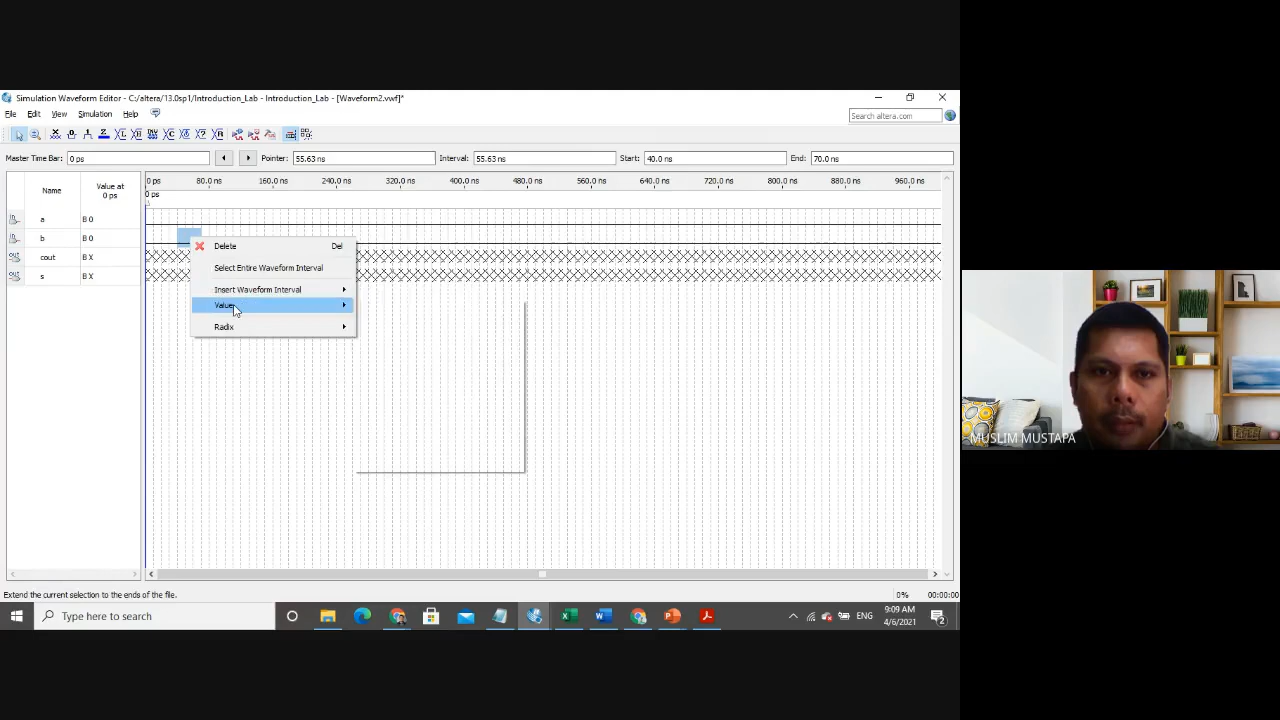 Simulation Waveform Editor - C:/altera/13.0sp1/Introduction_Lab - Introduction_Lab - [Waveform2.vwf]*
File Edit View Simulation Help
Search altera.com
Master Time Bar: 0 ps Pointer: 55.63 ns Interval: 55.63 ns Start: 40.0 ns End: 70.0 ns
Name Value at
0 ps
0 ps 80.0 ns 160.0 ns 240.0 ns 320.0 ns 400.0 ns 480.0 ns 560.0 ns 640.0 ns 720.0 ns 800.0 ns 880.0 ns 960.0 ns
0 ps
a B 0
b B 0
cout B X
s B X
Delete Del
Select Entire Waveform Interval
Insert Waveform Interval
Value
Radix
MUSLIM MUSTAPA
Extend the current selection to the ends of the file. 0% 00:00:00
Type here to search
ENG
9:09 AM
4/6/2021
2